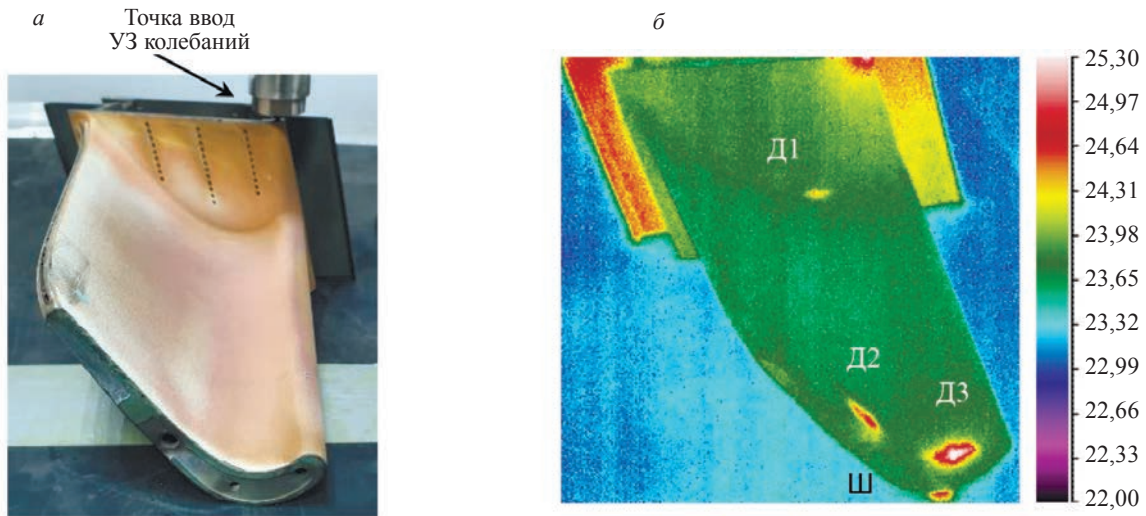 а
Точка ввод
УЗ колебаний
б
Д1
Д2
Д3
Ш
25,30
24,97
24,64
24,31
23,98
23,65
23,32
22,99
22,66
22,33
22,00